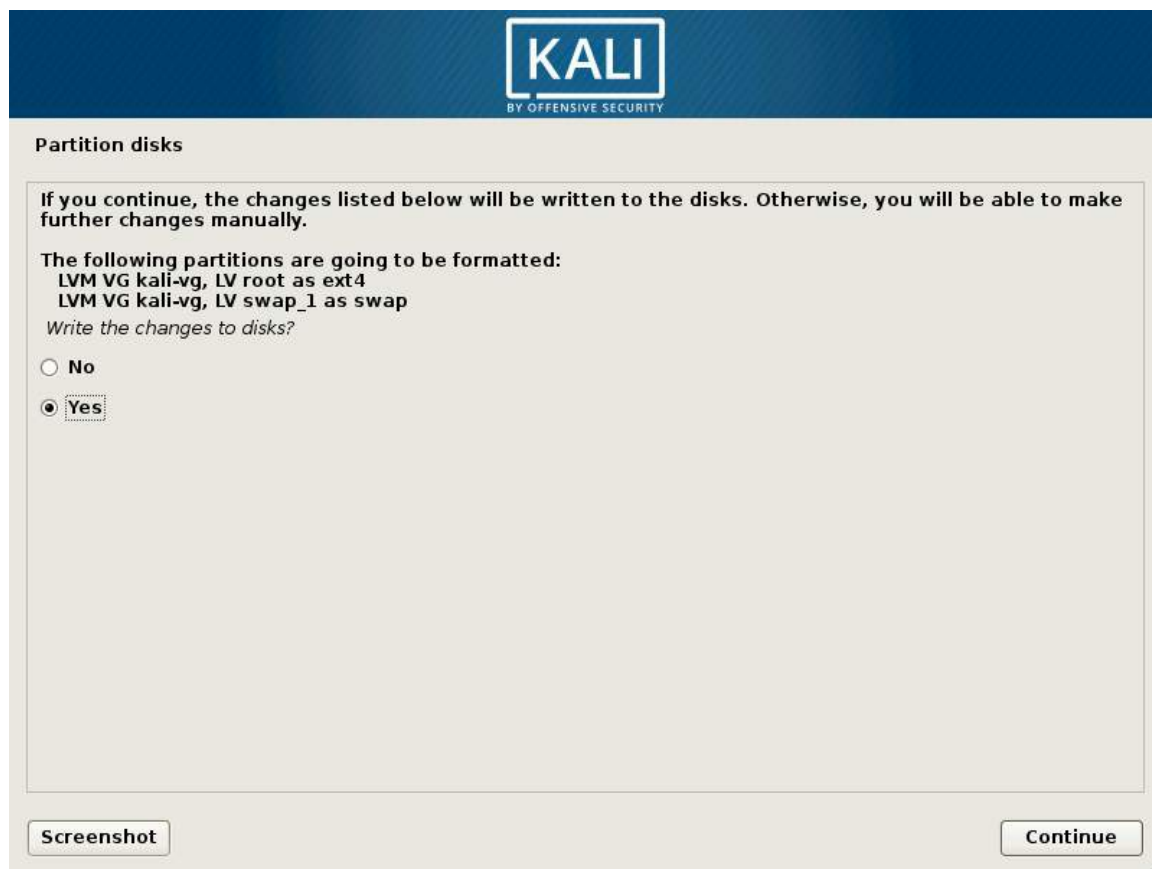 KALI
BY OFFENSIVE SECURITY
Partition disks
If you continue, the changes listed below will be written to the disks. Otherwise, you will be able to make
further changes manually.
The following partitions are going to be formatted:
LVM VG kali-vg, LV root as ext4
LVM VG kali-vg, LV swap_1 as swap
Write the changes to disks?
No
Yes
Screenshot
Continue